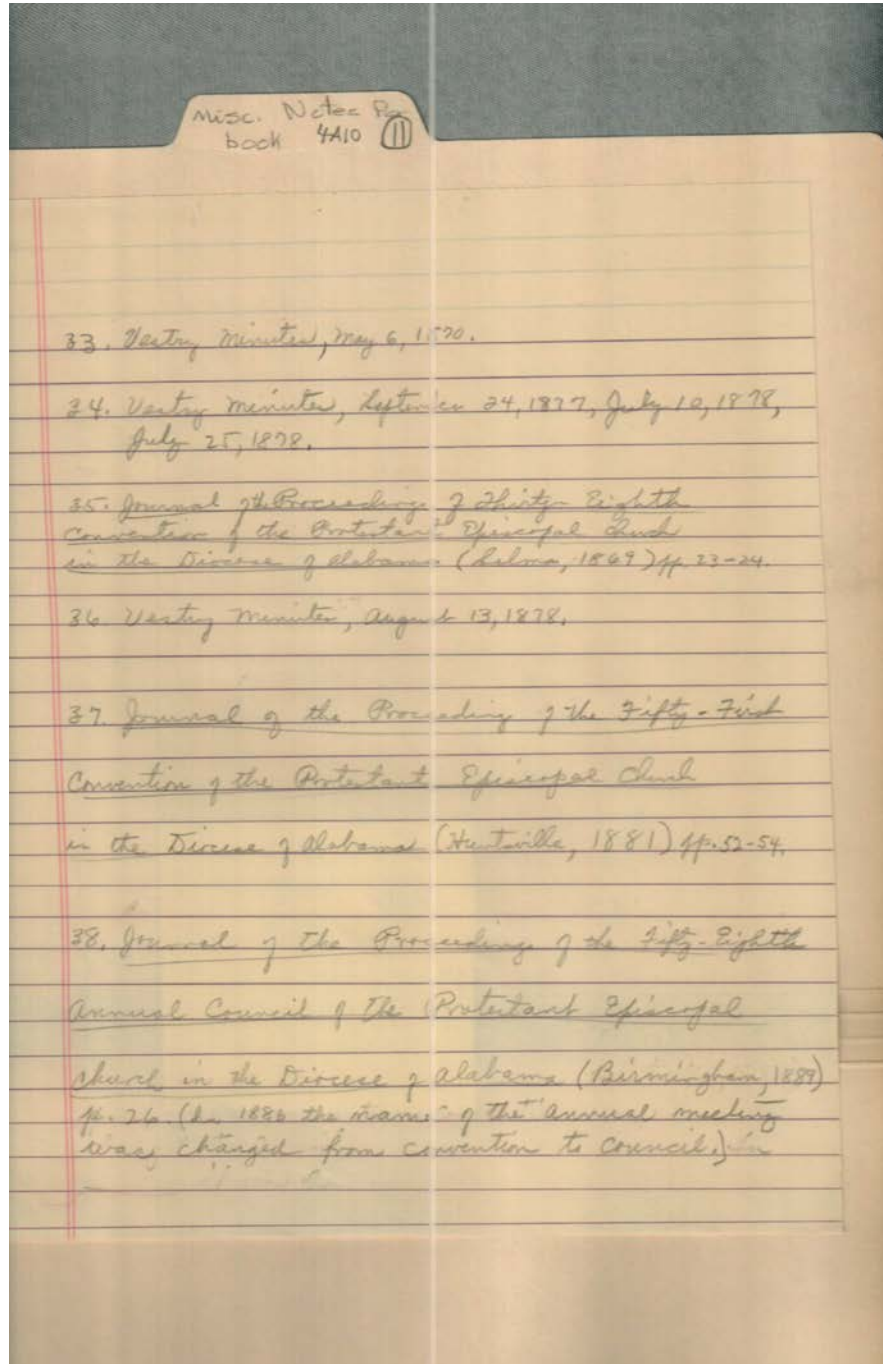 Misc. Notes For
book 4A10 11
33. Vestry Minutes, May 6, 1870.
34. Vestry Minutes, September 24, 1877, July 10, 1878,
July 25, 1878.
35. Journal of the Proceedings of Thirty-Eighth
Convention of the Protestant Episcopal Church
in the Diocese of Alabama (Selma, 1869) pp. 23-24.
36. Vestry Minutes, August 13, 1878.
37. Journal of the Proceeding of the Fifty-First
Convention of the Protestant Episcopal Church
in the Diocese of Alabama (Huntsville, 1881) pp. 52-54.
38. Journal of the Proceedings of the Fifty-Eighth
Annual Council of the Protestant Episcopal
church in the Diocese of Alabama (Birmingham, 1889)
p. 26. (In 1886 the name of the annual meeting
was changed from convention to council.) In